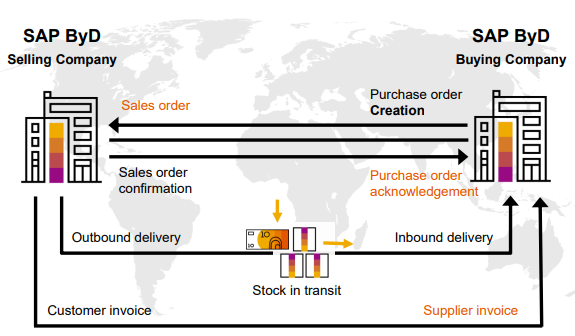 SAP ByD
Selling Company
SAP ByD
Buying Company
Sales order
Purchase order
Creation
Sales order
confirmation
Purchase order
acknowledgement
10
Outbound delivery
Inbound delivery
Stock in transit
Customer invoice
Supplier invoice